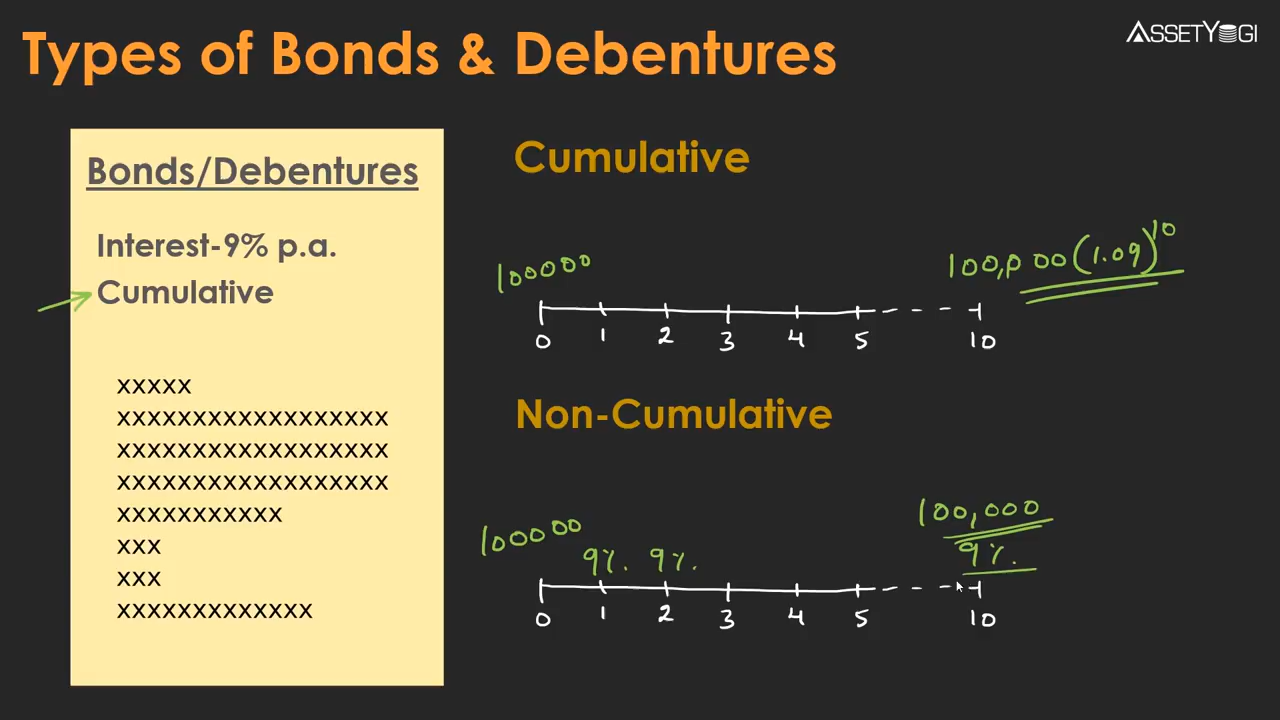 Types of Bonds & Debentures
ASSETYOGI
Bonds/Debentures
Interest-9% p.a.
Cumulative
xxxxx
xxxxxxxxxxxxxxxxxx
xxxxxxxxxxxxxxxxxx
xxxxxxxxxxxxxxxxxx
xxxxxxxxxxx
xxx
xxx
xxxxxxxxxxxxx
Cumulative
100000
100,000(1.09)10
0 1 2 3 4 5 10
Non-Cumulative
100000
100,000
9% 9% 9%
0 1 2 3 4 5 10